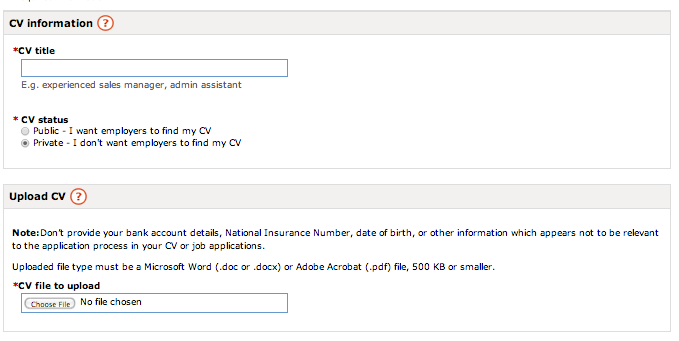 CV information ?
*CV title
E.g. experienced sales manager, admin assistant
* CV status
Public - I want employers to find my CV
Private - I don't want employers to find my CV
Upload CV ?
Note:Don't provide your bank account details, National Insurance Number, date of birth, or other information which appears not to be relevant
to the application process in your CV or job applications.
Uploaded file type must be a Microsoft Word (.doc or .docx) or Adobe Acrobat (.pdf) file, 500 KB or smaller.
*CV file to upload
Choose File No file chosen